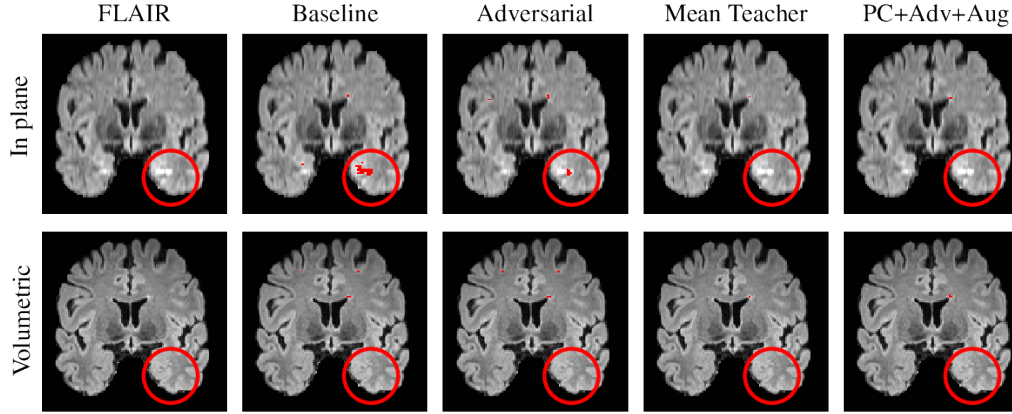 FLAIR Baseline Adversarial Mean Teacher PC+Adv+Aug
In plane
Volumetric